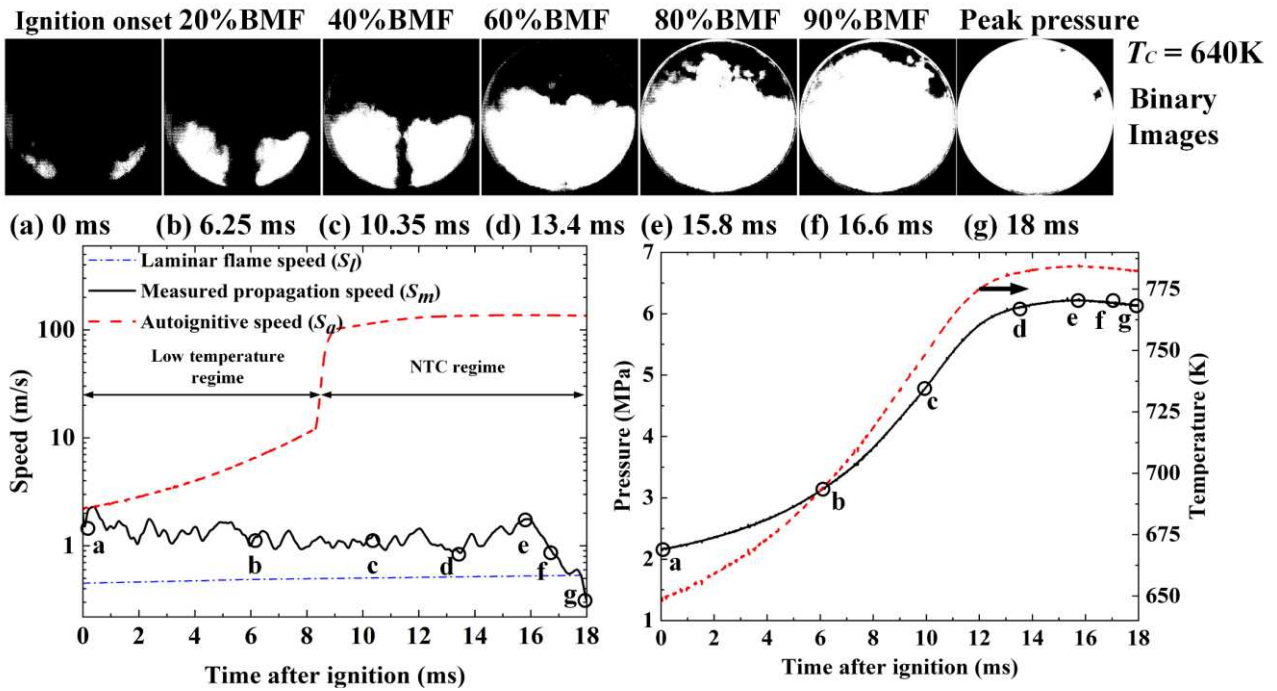 Ignition onset 20%BMF 40%BMF 60%BMF 80%BMF 90%BMF Peak pressure
T_C = 640K
Binary
Images
(a) 0 ms (b) 6.25 ms (c) 10.35 ms (d) 13.4 ms (e) 15.8 ms (f) 16.6 ms (g) 18 ms
Laminar flame speed (S_l)
Measured propagation speed (S_m)
Autoignitive speed (S_a)
Low temperature
regime
NTC regime
100
10
1
Speed (m/s)
a
b
c
d
e
f
g
0 2 4 6 8 10 12 14 16 18
Time after ignition (ms)
7
6
5
4
3
2
1
Pressure (MPa)
a
b
c
d
e
f
g
775
750
725
700
675
650
Temperature (K)
0 2 4 6 8 10 12 14 16 18
Time after ignition (ms)